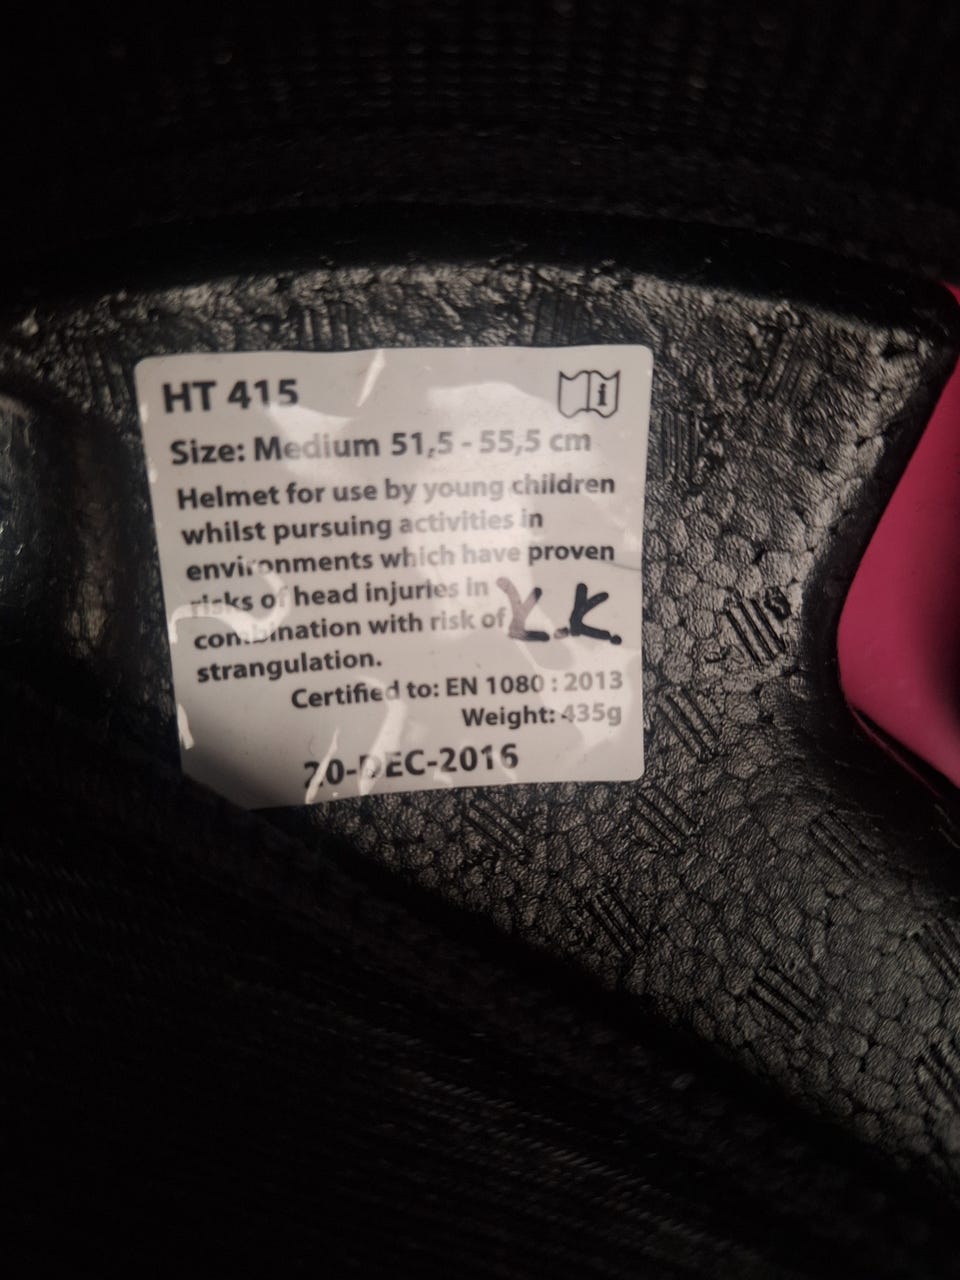 HT 415
Size: Medium 51,5 - 55,5 cm
Helmet for use by young children
whilst pursuing activities in
environments which have proven
risks of head injuries in
combination with risk of
strangulation.
Y.K.
Certified to: EN 1080 : 2013
Weight: 435g
20-DEC-2016